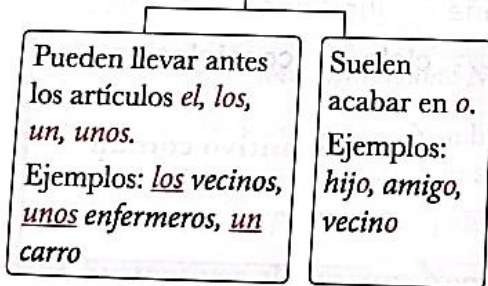 Pueden llevar antes
los artículos el, los,
un, unos.
Ejemplos: los vecinos,
unos enfermeros, un
carro
Suelen
acabar en o.
Ejemplos:
hijo, amigo,
vecino